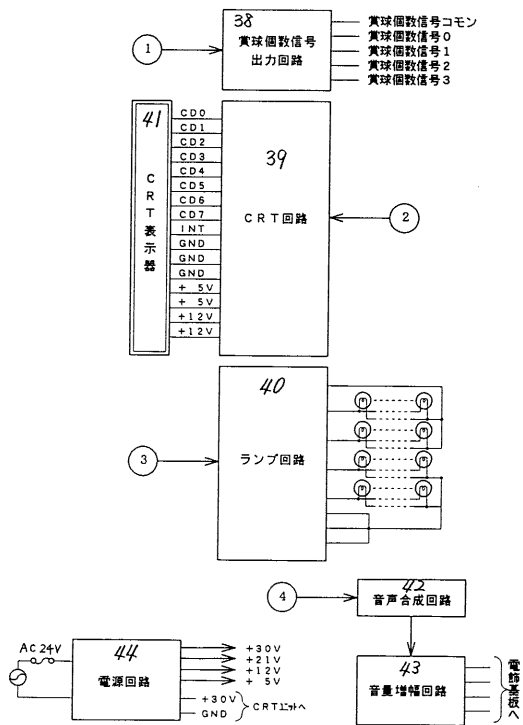 38
賞球個数信号
出力回路
賞球個数信号コモン
賞球個数信号0
賞球個数信号1
賞球個数信号2
賞球個数信号3
1
41
CRT表示器
CD0
CD1
CD2
CD3
CD4
CD5
CD6
CD7
INT
GND
GND
GND
+ 5V
+ 5V
+12V
+12V
39
CRT回路
2
40
ランプ回路
3
4
42
音声合成回路
43
音量増幅回路
電飾基板へ
AC24V
44
電源回路
+30V
+21V
+12V
+ 5V
+30V
GND
CRTユニットへ